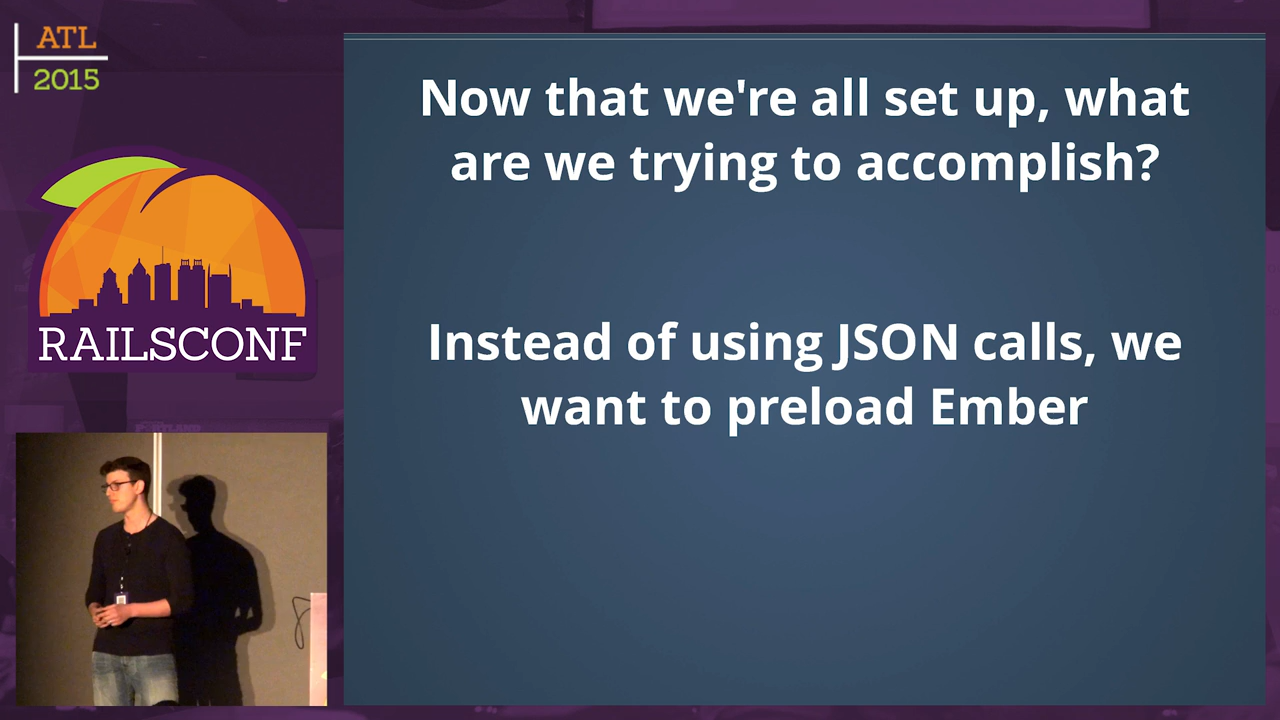 ATL
2015
RAILSCONF
Now that we're all set up, what
are we trying to accomplish?
Instead of using JSON calls, we
want to preload Ember